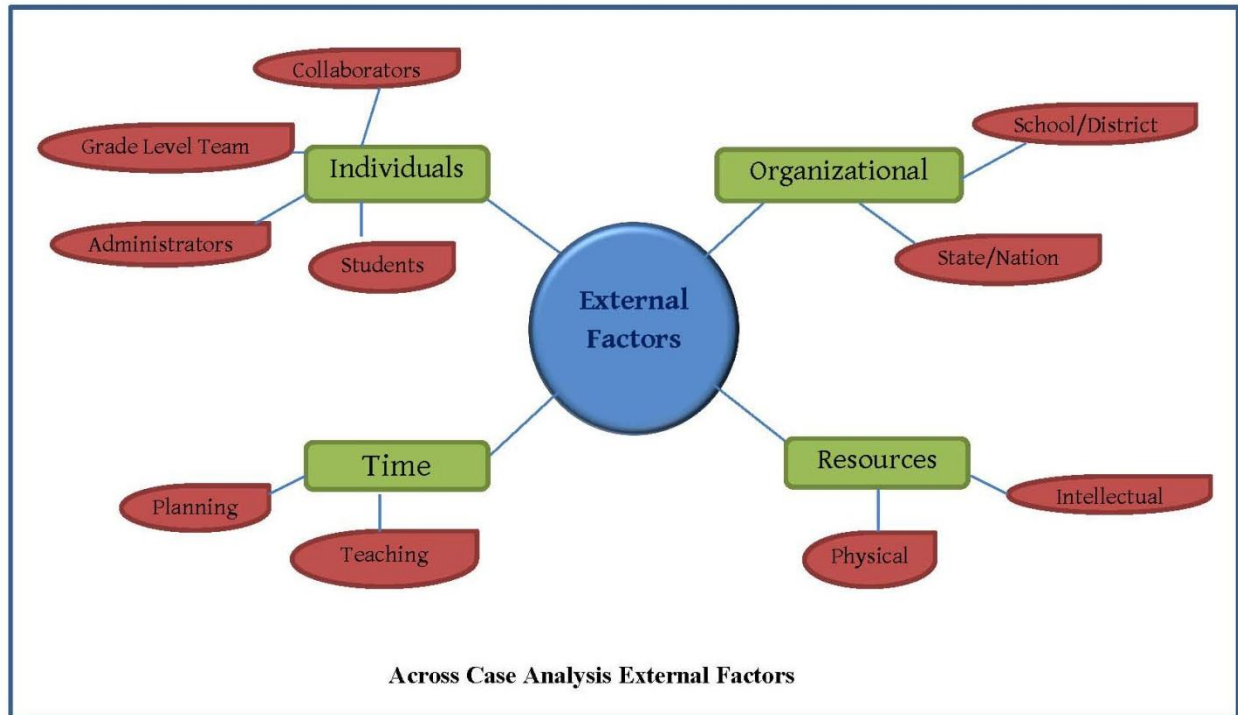 Collaborators
Grade Level Team
Individuals
Administrators
Students
Organizational
School/District
State/Nation
External
Factors
Time
Planning
Teaching
Resources
Intellectual
Physical
Across Case Analysis External Factors